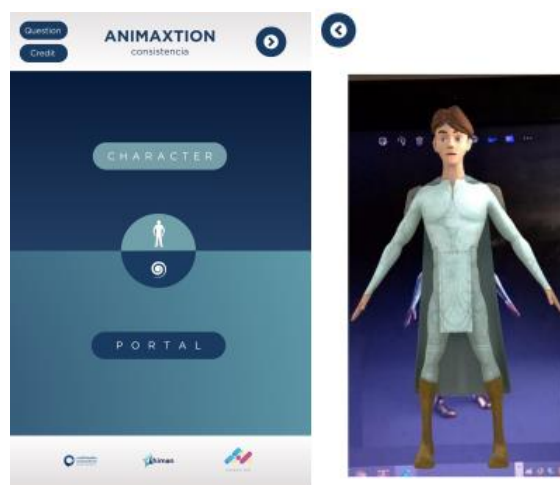 Question
Credit
ANIMAXTION
consistencia
CHARACTER
PORTAL